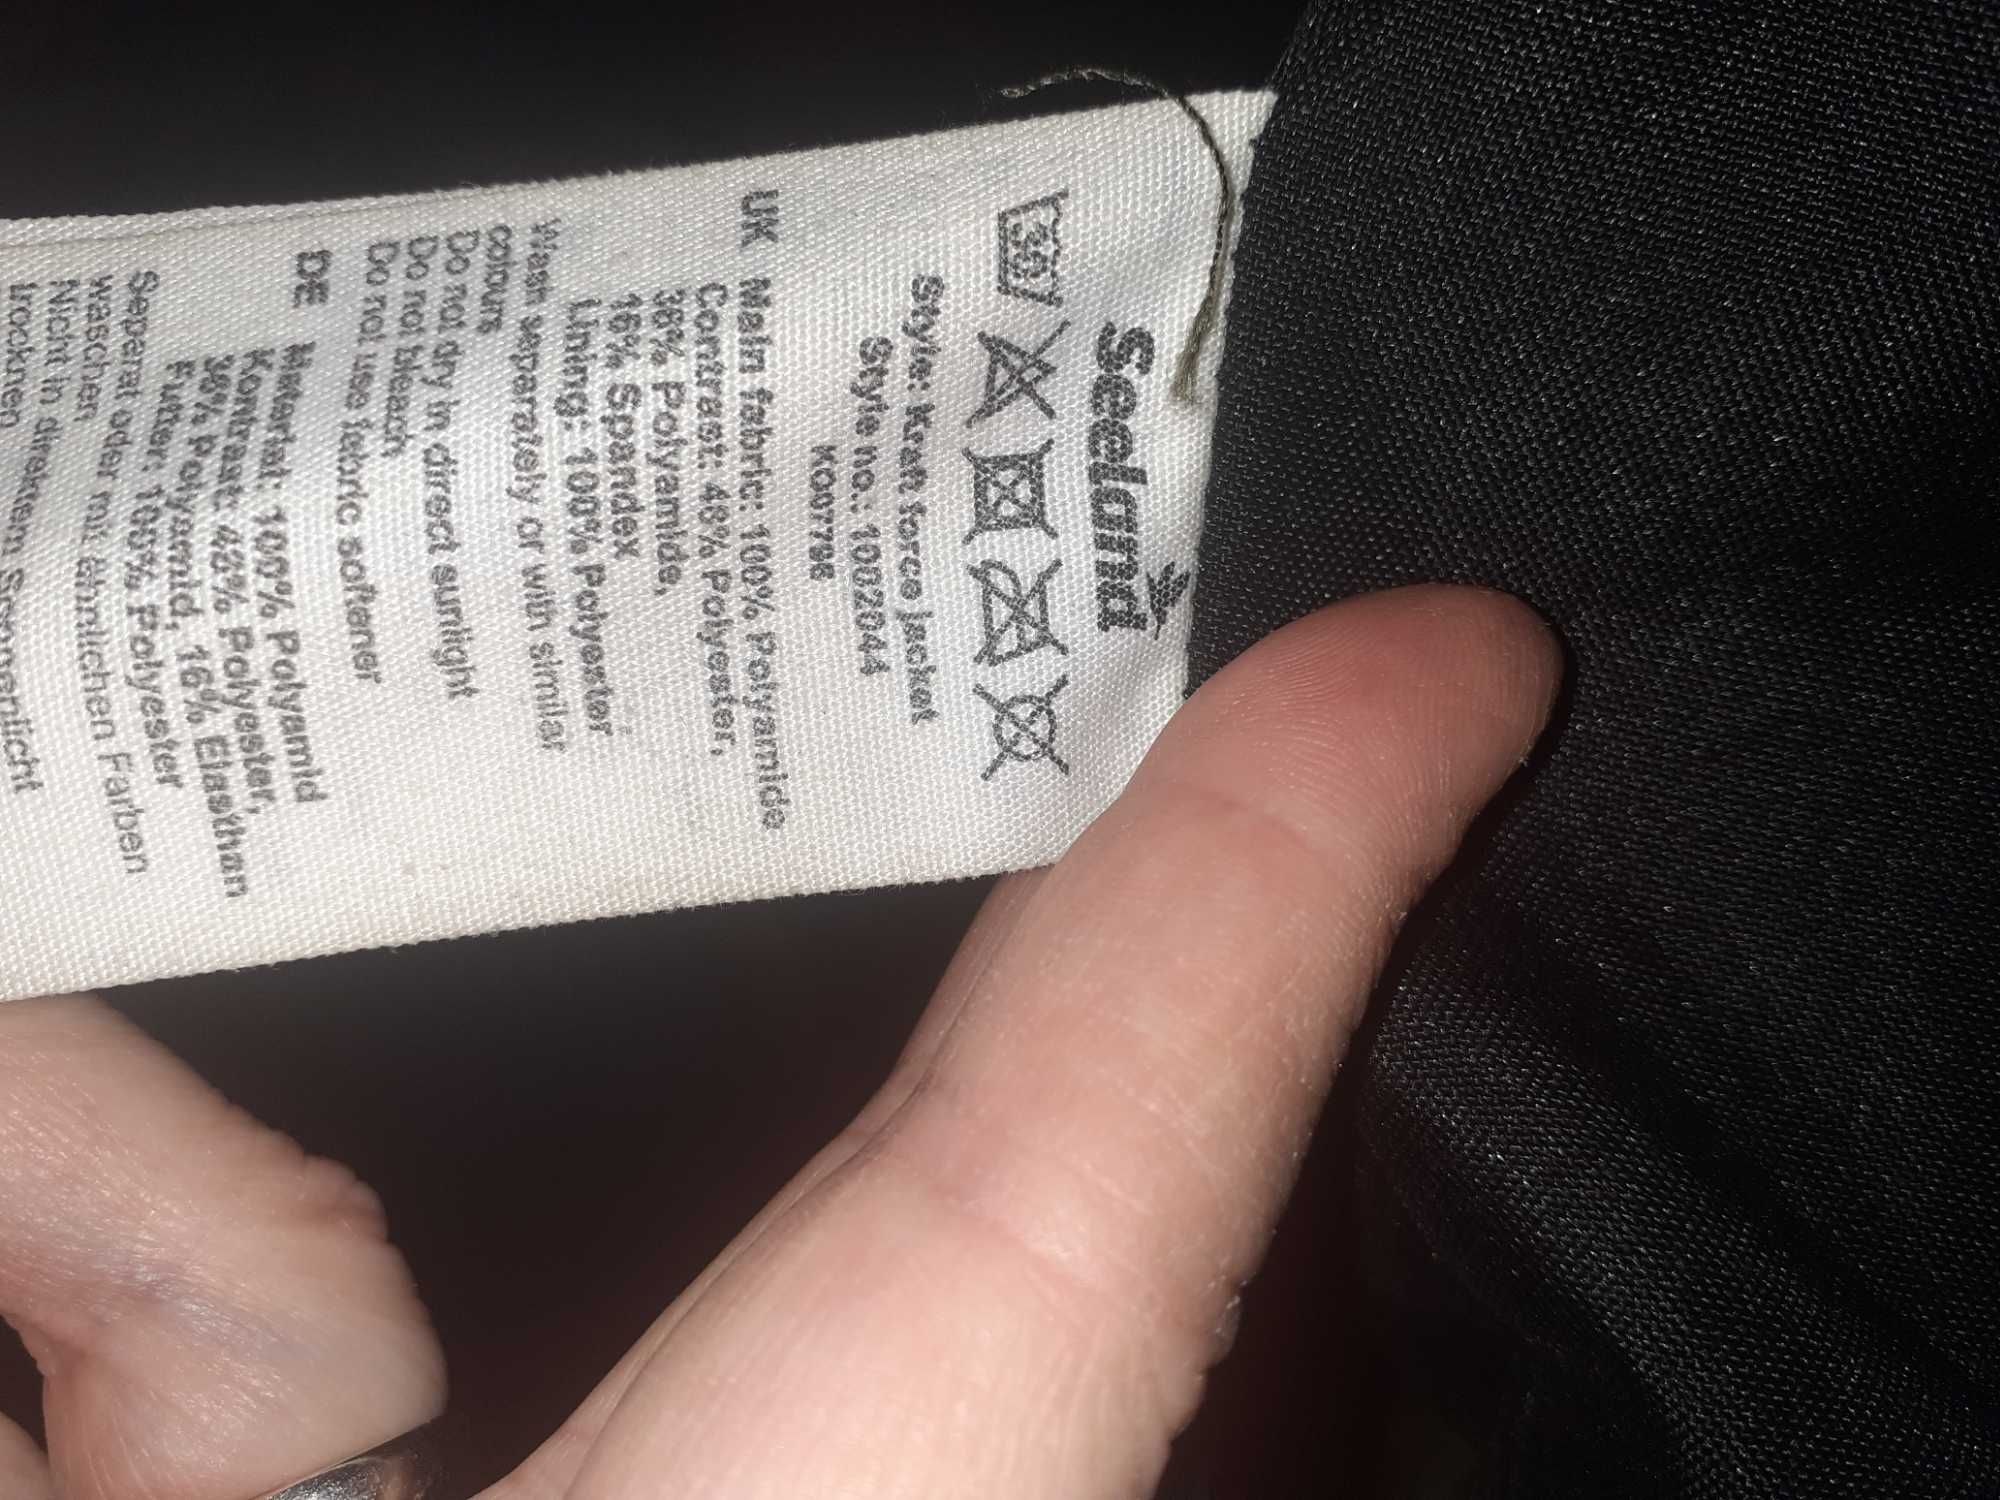 Seeland
30
Style: Kraft force jacket
Style no.: 1002044
K007798
UK Main fabric: 100% Polyamide
Contrast: 48% Polyester,
36% Polyamide,
16% Spandex
Lining: 100% Polyester
Wash separately or with similar
colours
Do not dry in direct sunlight
Do not bleach
Do not use fabric softener
DE Material: 100% Polyamid
Kontrast: 48% Polyester,
36% Polyamid, 16% Elasthan
Futter: 100% Polyester
Seperat oder mit ähnlichen Farben
waschen
Nicht in direktem Sonnenlicht
trocknen